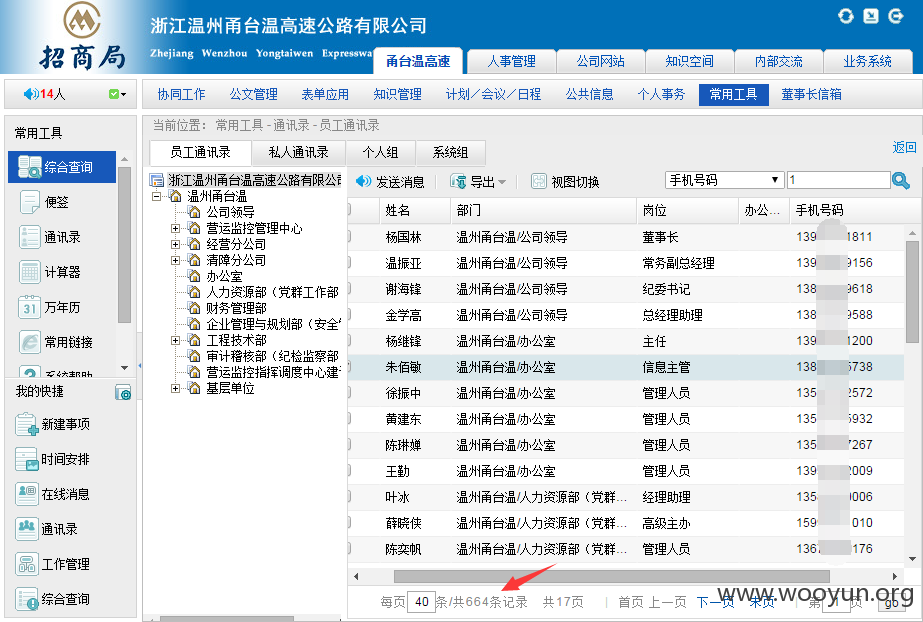 招商局
浙江温州甬台温高速公路有限公司
Zhejiang Wenzhou Yongtaiwen Expresswa
甬台温高速 人事管理 公司网站 知识空间 内部交流 业务系统
14人
协同工作 公文管理 表单应用 知识管理 计划/会议/日程 公共信息 个人事务 常用工具 董事长信箱
常用工具
综合查询
便签
通讯录
计算器
31 万年历
常用链接
系统帮助
我的快捷
新建事项
时间安排
在线消息
通讯录
工作管理
综合查询
当前位置: 常用工具 - 通讯录 - 员工通讯录
返回
员工通讯录 私人通讯录 个人组 系统组
浙江温州甬台温高速公路有限公司
温州甬台温
公司领导
营运监控管理中心
经营分公司
清障分公司
办公室
人力资源部（党群工作部
财务管理部
企业管理与规划部（安全
工程技术部
审计稽核部（纪检监察部
营运监控指挥调度中心建
基层单位
发送消息 导出 视图切换 手机号码 1
姓名 部门 岗位 办公... 手机号码
杨国林 温州甬台温/公司领导 董事长 139 1811
温振亚 温州甬台温/公司领导 常务副总经理 139 9156
谢海锋 温州甬台温/公司领导 纪委书记 138 9618
金学高 温州甬台温/公司领导 总经理助理 138 9588
杨继锋 温州甬台温/办公室 主任 139 1200
朱佰敏 温州甬台温/办公室 信息主管 138 6738
徐振中 温州甬台温/办公室 管理人员 135 2572
黄建东 温州甬台温/办公室 管理人员 135 5932
陈琳婵 温州甬台温/办公室 管理人员 135 7267
王勤 温州甬台温/办公室 管理人员 139 2009
叶冰 温州甬台温/人力资源部（党群... 经理助理 135 0006
薛晓侠 温州甬台温/人力资源部（党群... 高级主办 159 010
陈奕帆 温州甬台温/人力资源部（党群... 管理人员 136 176
每页 40 条/共664条记录 共17页 首页 上一页 下一页 末页 第 1 页 go
www.wooyun.org